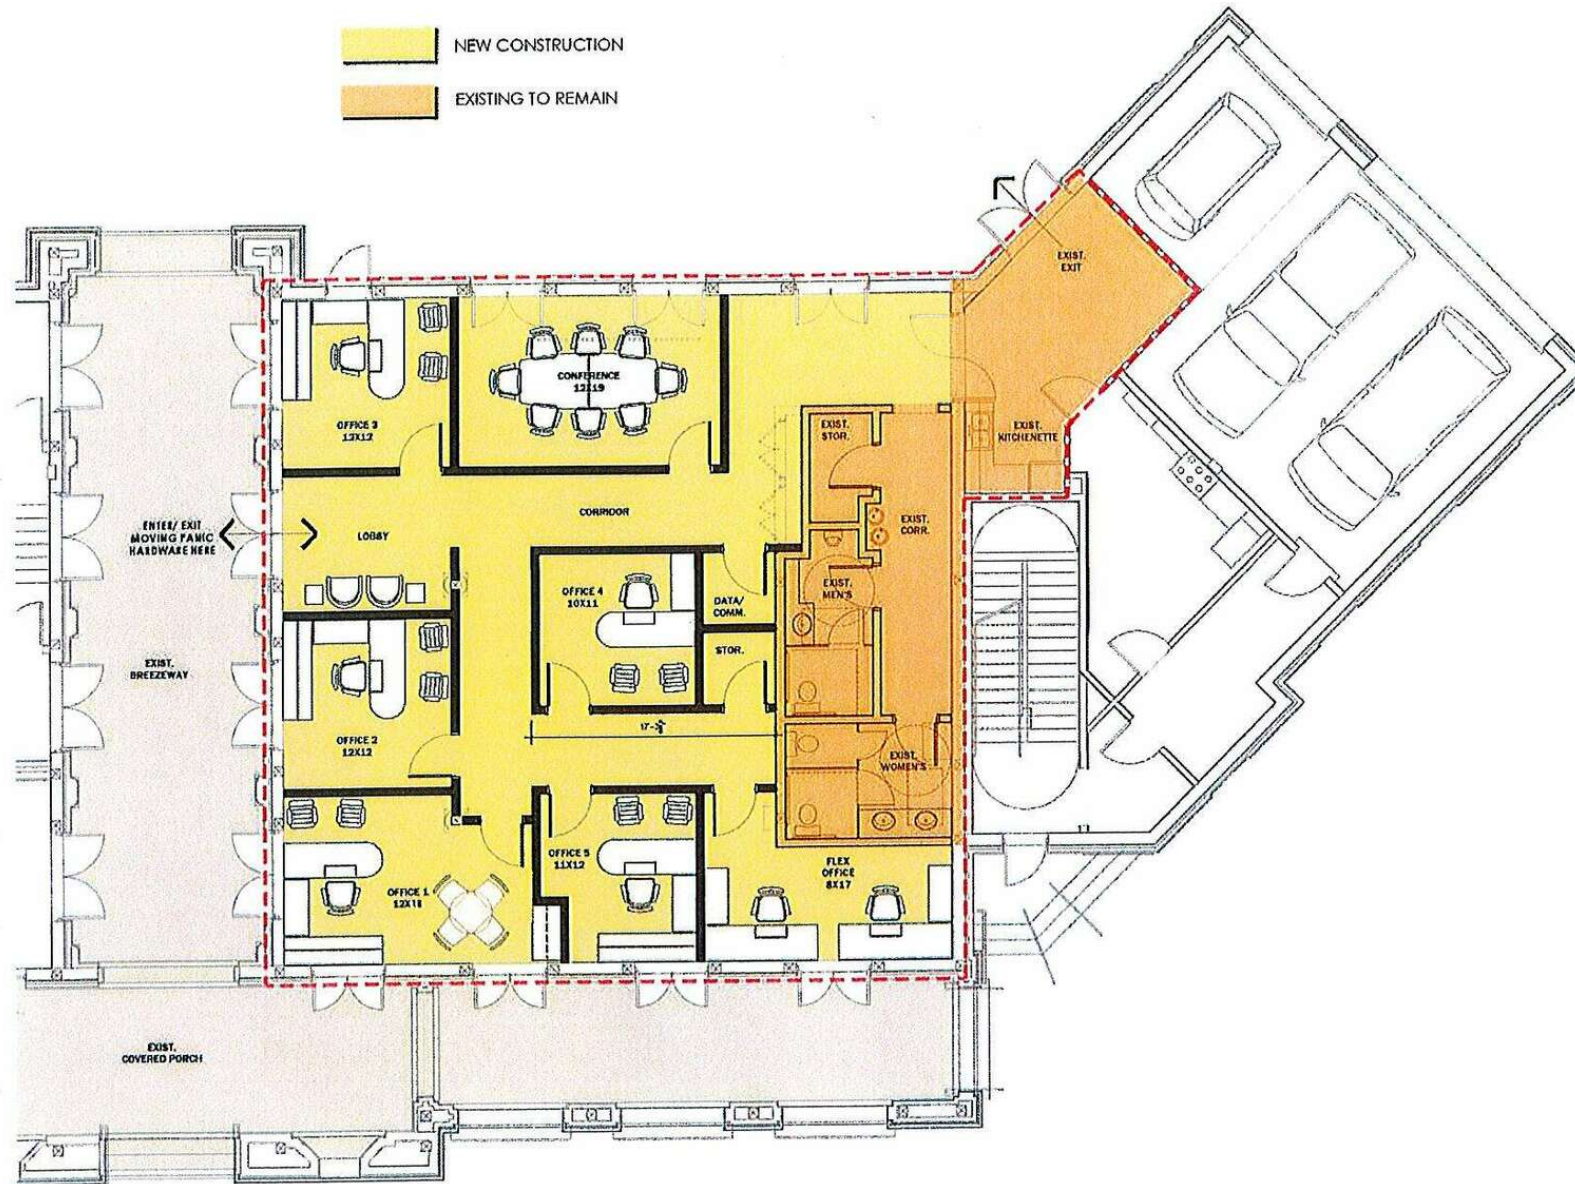 NEW CONSTRUCTION
EXISTING TO REMAIN
EXIST.
EXIT
CONFERENCE
12X19
OFFICE 3
12X12
EXIST.
STOR.
EXIST.
KITCHENETTE
ENTER/ EXIT
MOVING PANIC
HARDWARE HERE
LOBBY
CORRIDOR
EXIST.
CORR.
OFFICE 4
10X11
DATA/
COMM.
EXIST.
MEN'S
EXIST.
BREEZEWAY
STOR.
OFFICE 2
12X12
EXIST.
WOMEN'S
OFFICE 1
OFFICE 5
11X12
FLEX
OFFICE
8X17
EXIST.
COVERED PORCH